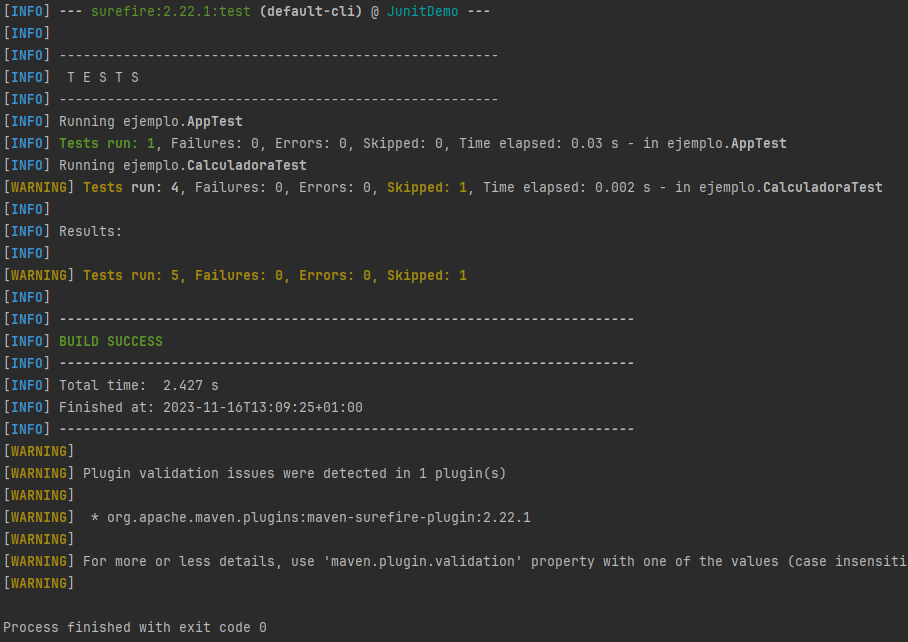 [INFO] --- surefire:2.22.1:test (default-cli) @ JunitDemo ---
[INFO]
[INFO] -------------------------------------------------------
[INFO]  T E S T S
[INFO] -------------------------------------------------------
[INFO] Running ejemplo.AppTest
[INFO] Tests run: 1, Failures: 0, Errors: 0, Skipped: 0, Time elapsed: 0.03 s - in ejemplo.AppTest
[INFO] Running ejemplo.CalculadoraTest
[WARNING] Tests run: 4, Failures: 0, Errors: 0, Skipped: 1, Time elapsed: 0.002 s - in ejemplo.CalculadoraTest
[INFO]
[INFO] Results:
[INFO]
[WARNING] Tests run: 5, Failures: 0, Errors: 0, Skipped: 1
[INFO]
[INFO] ------------------------------------------------------------------------
[INFO] BUILD SUCCESS
[INFO] ------------------------------------------------------------------------
[INFO] Total time:  2.427 s
[INFO] Finished at: 2023-11-16T13:09:25+01:00
[INFO] ------------------------------------------------------------------------
[WARNING]
[WARNING] Plugin validation issues were detected in 1 plugin(s)
[WARNING]
[WARNING]  * org.apache.maven.plugins:maven-surefire-plugin:2.22.1
[WARNING]
[WARNING] For more or less details, use 'maven.plugin.validation' property with one of the values (case insensiti
[WARNING]
Process finished with exit code 0